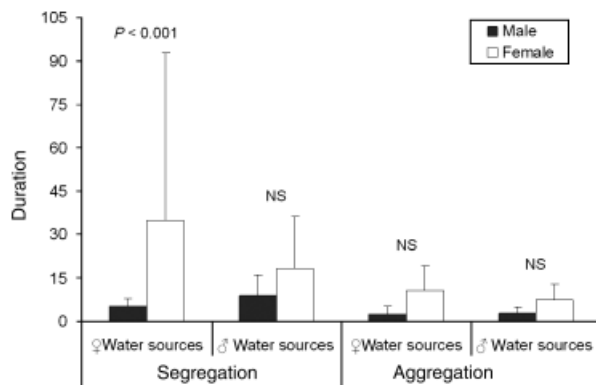 105
90
75
60
45
30
15
0
Duration
P < 0.001
NS
NS
NS
Male
Female
♀Water sources
♂ Water sources
♀Water sources
♂ Water sources
Segregation
Aggregation